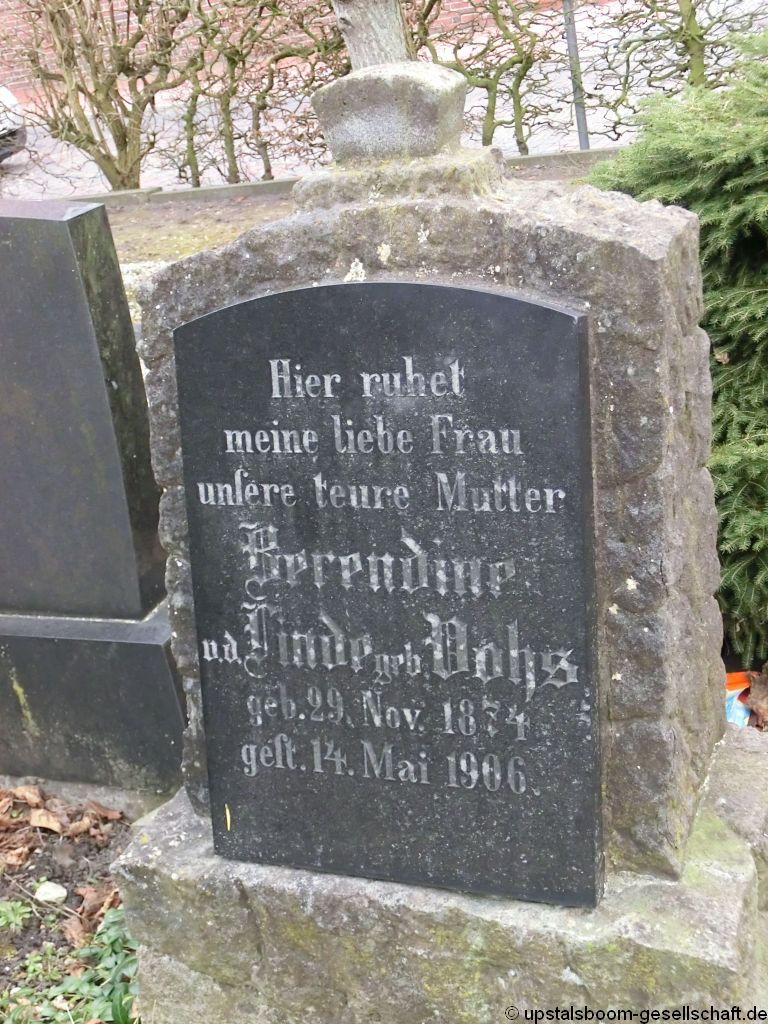 Hier ruhet
meine liebe Frau
unſere teure Mutter
Berendine
v.d. Linde geb. Vohs
geb. 29. Nov. 1874
geſt. 14. Mai 1906.
© upstalsboom-gesellschaft.de